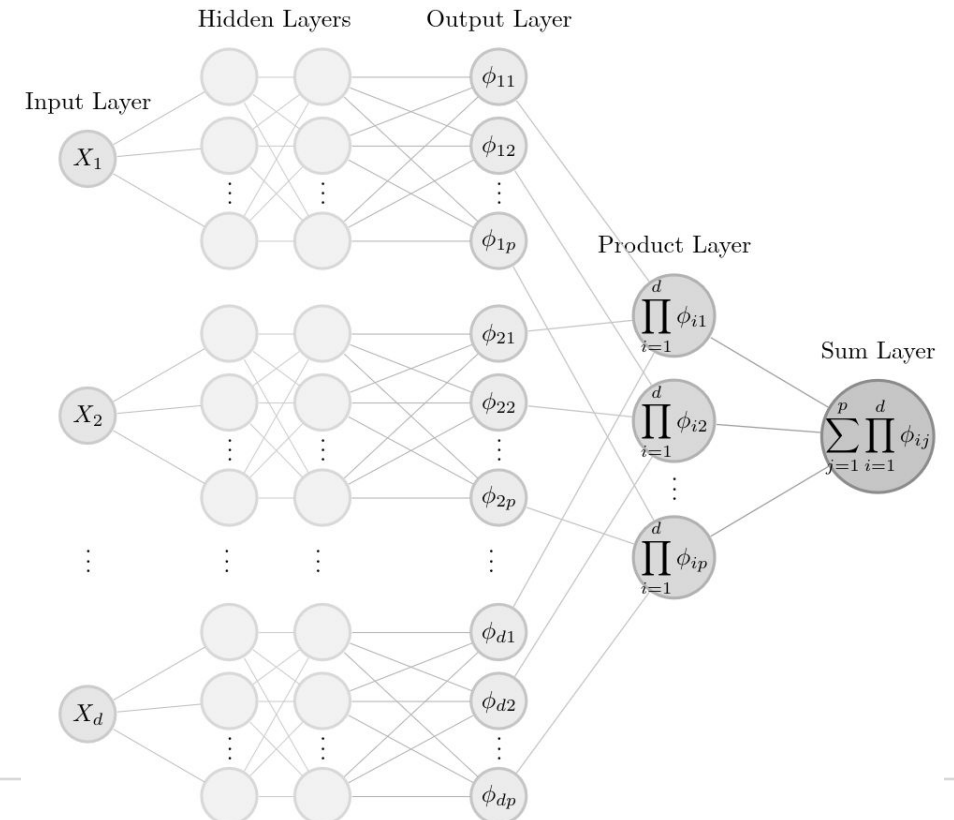 Hidden Layers
Output Layer
Input Layer
Product Layer
Sum Layer
X₁
⋮
ϕ₁₁
ϕ₁₂
⋮
ϕ₁ₚ
X₂
⋮
ϕ₂₁
ϕ₂₂
⋮
ϕ₂ₚ
⋮
X_d
⋮
ϕ_{d1}
ϕ_{d2}
⋮
ϕ_{dp}
∏_{i=1}^{d} ϕ_{i1}
∏_{i=1}^{d} ϕ_{i2}
⋮
∏_{i=1}^{d} ϕ_{ip}
∑_{j=1}^{p} ∏_{i=1}^{d} ϕ_{ij}